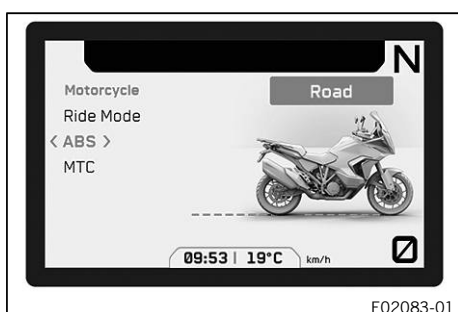 N
Motorcycle
Road
Ride Mode
< ABS >
MTC
09:53 | 19°C km/h
0
F02083-01